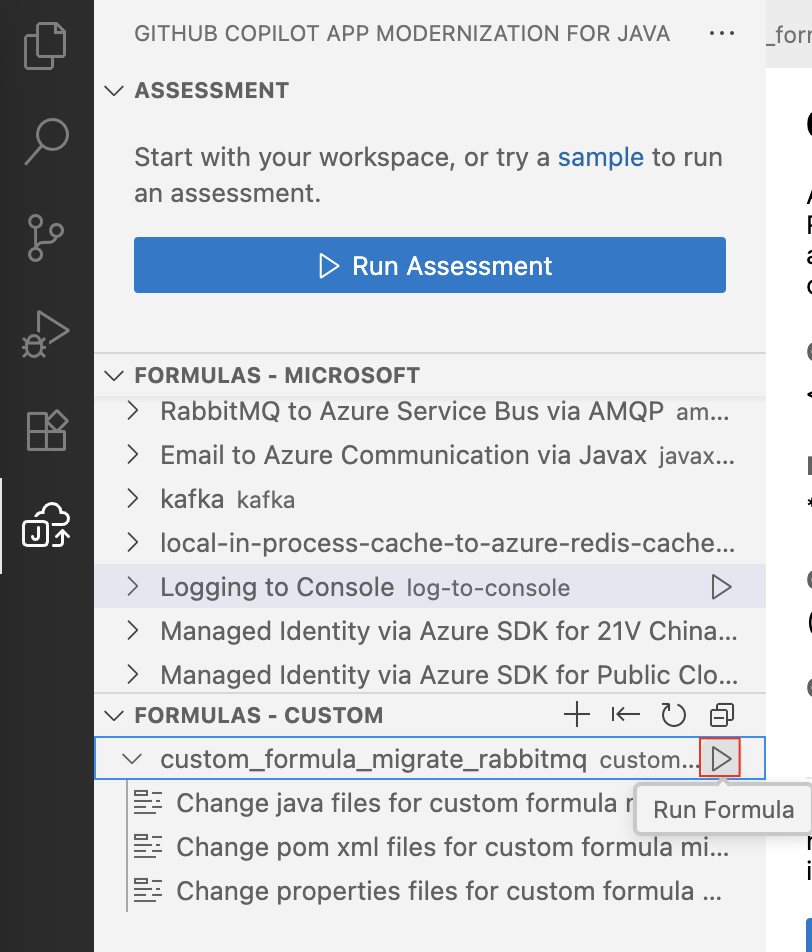 GITHUB COPILOT APP MODERNIZATION FOR JAVA
_forn
ASSESSMENT
Start with your workspace, or try a sample to run
an assessment.
Run Assessment
FORMULAS - MICROSOFT
RabbitMQ to Azure Service Bus via AMQP am...
Email to Azure Communication via Javax javax...
kafka kafka
local-in-process-cache-to-azure-redis-cache...
Logging to Console log-to-console
Managed Identity via Azure SDK for 21V China...
Managed Identity via Azure SDK for Public Clo...
FORMULAS - CUSTOM
custom_formula_migrate_rabbitmq custom...
Run Formula
Change java files for custom formula
Change pom xml files for custom formula mi...
Change properties files for custom formula ...
J